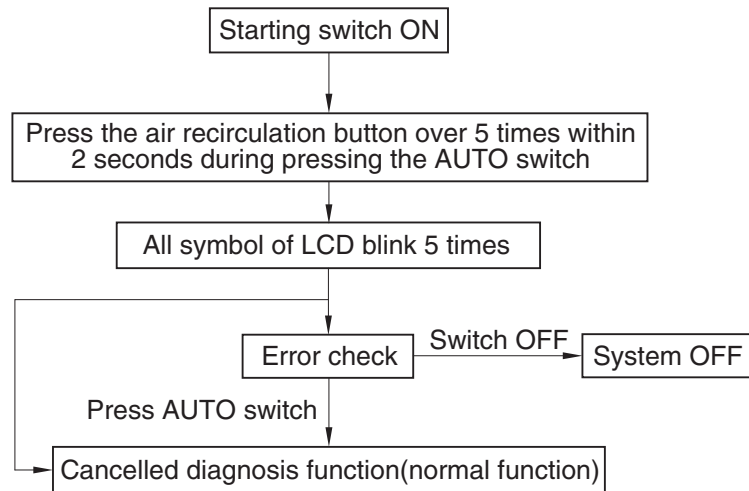 Starting switch ON
Press the air recirculation button over 5 times within
2 seconds during pressing the AUTO switch
All symbol of LCD blink 5 times
Error check
Switch OFF
System OFF
Press AUTO switch
Cancelled diagnosis function(normal function)